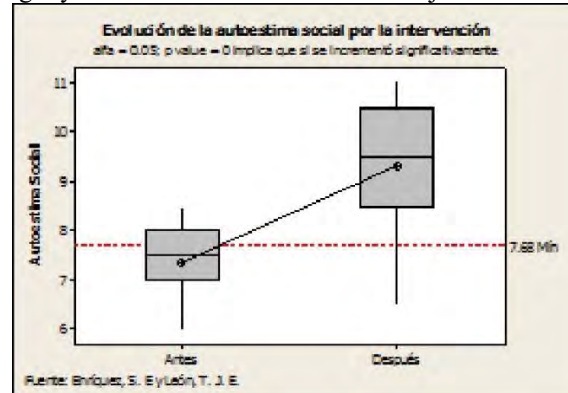 Evolución de la autoestima social por la intervención
alfa = 0.05; p value = 0 implica que si se incrementó significativamente
11
10
9
8
7
6
Autoestima Social
7.68 Mín
Antes
Después
Fuente: Enríquez, S. E y León, T. J. E.